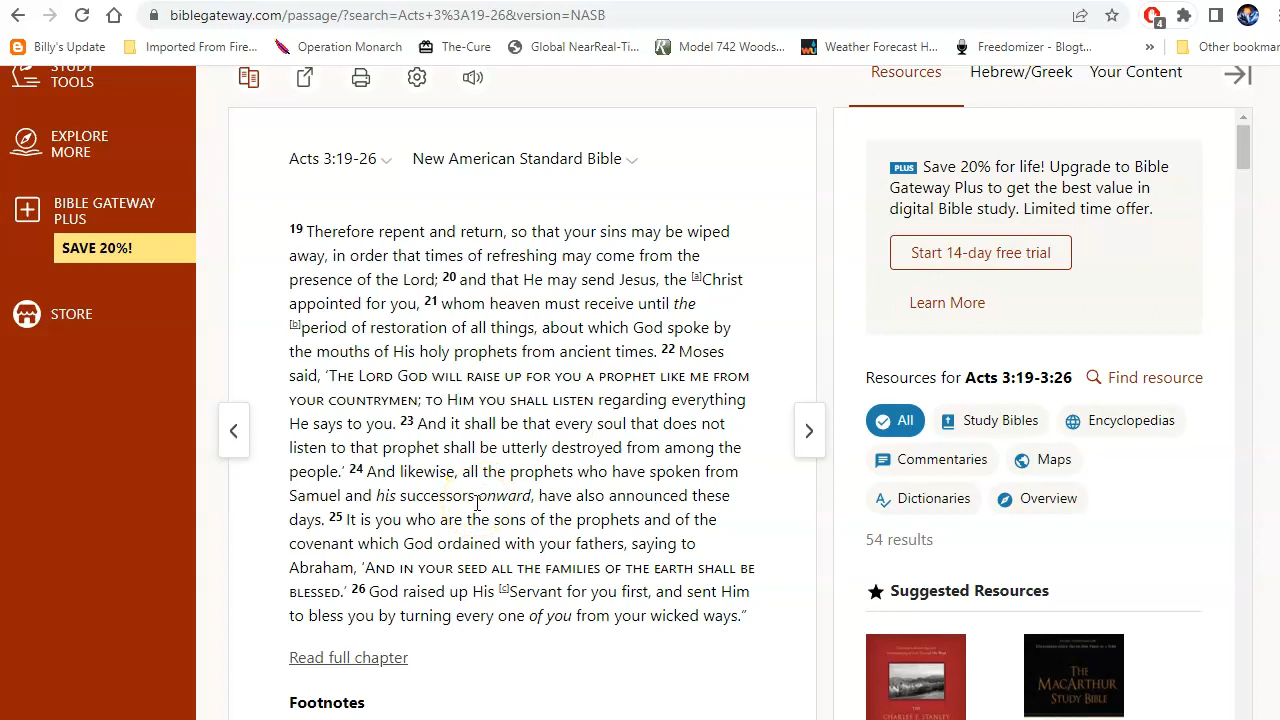 biblegateway.com/passage/?search=Acts+3%3A19-26&version=NASB
4
Billy's Update Imported From Fire... Operation Monarch The-Cure Global NearReal-Ti... Model 42 Woods... Weather Forecast H... Freedomizer - Blogt... » Other bookmar
STUDY
TOOLS
Resources Hebrew/Greek Your Content
EXPLORE
MORE
BIBLE GATEWAY
PLUS
SAVE 20%!
STORE
Acts 3:19-26 New American Standard Bible
19 Therefore repent and return, so that your sins may be wiped
away, in order that times of refreshing may come from the
presence of the Lord; 20 and that He may send Jesus, the [a]Christ
appointed for you, 21 whom heaven must receive until the
[b]period of restoration of all things, about which God spoke by
the mouths of His holy prophets from ancient times. 22 Moses
said, ‘THE LORD GOD WILL RAISE UP FOR YOU A PROPHET LIKE ME FROM
YOUR COUNTRYMEN; TO HIM YOU SHALL LISTEN regarding everything
He says to you. 23 And it shall be that every soul that does not
listen to that prophet shall be utterly destroyed from among the
people.’ 24 And likewise, all the prophets who have spoken from
Samuel and his successors onward, have also announced these
days. 25 It is you who are the sons of the prophets and of the
covenant which God ordained with your fathers, saying to
Abraham, ‘AND IN YOUR SEED ALL THE FAMILIES OF THE EARTH SHALL BE
BLESSED.’ 26 God raised up His [c]Servant for you first, and sent Him
to bless you by turning every one of you from your wicked ways.”
Read full chapter
Footnotes
PLUS Save 20% for life! Upgrade to Bible
Gateway Plus to get the best value in
digital Bible study. Limited time offer.
Start 14-day free trial
Learn More
Resources for Acts 3:19-3:26 Find resource
All Study Bibles Encyclopedias
Commentaries Maps
Dictionaries Overview
54 results
Suggested Resources
THE
CHARLES F. STANLEY
THE
MACARTHUR
STUDY BIBLE